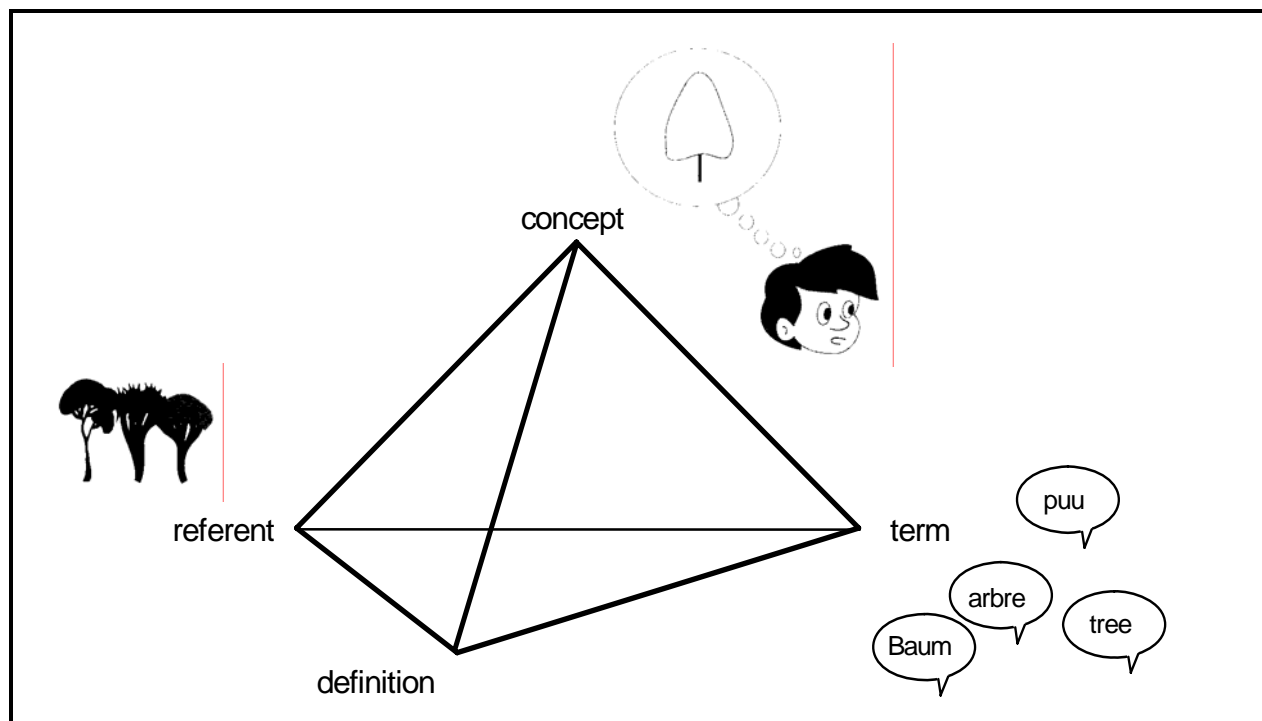 concept
referent
term
puu
arbre
tree
Baum
definition